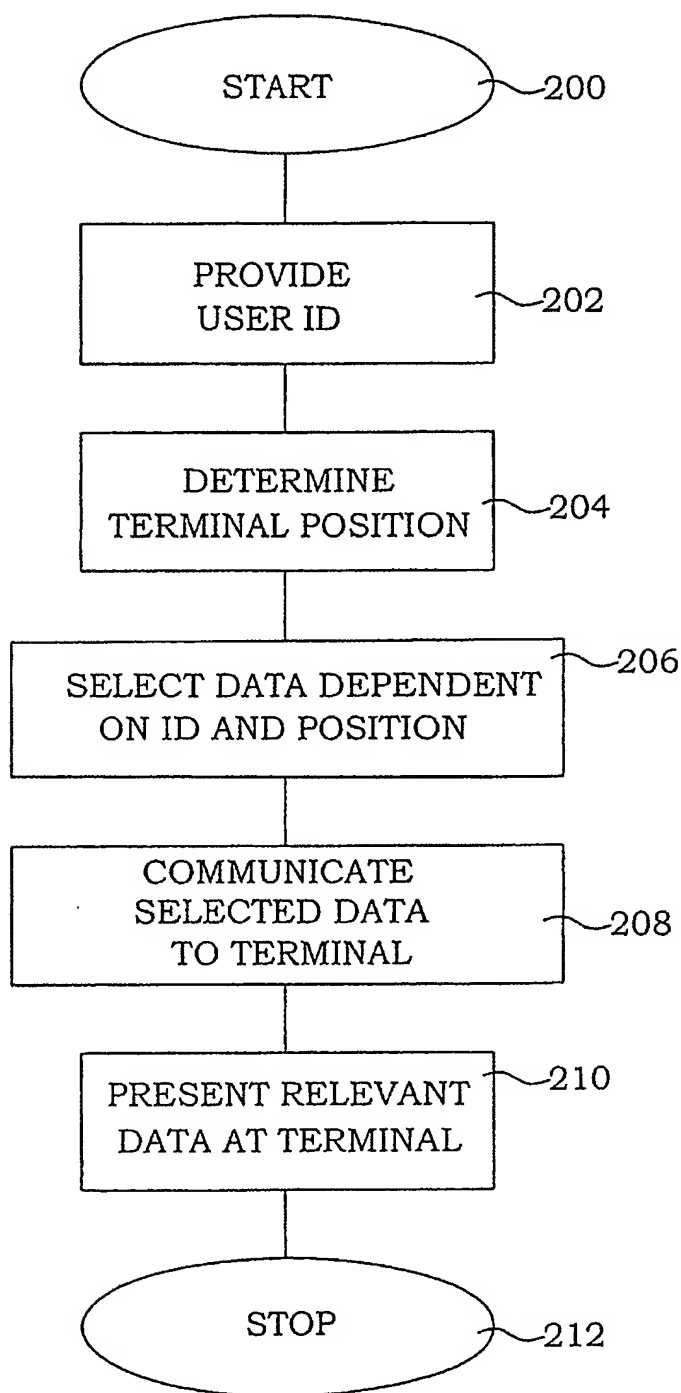 START
200
PROVIDE
USER ID
202
DETERMINE
TERMINAL POSITION
204
SELECT DATA DEPENDENT
ON ID AND POSITION
206
COMMUNICATE
SELECTED DATA
TO TERMINAL
208
PRESENT RELEVANT
DATA AT TERMINAL
210
STOP
212